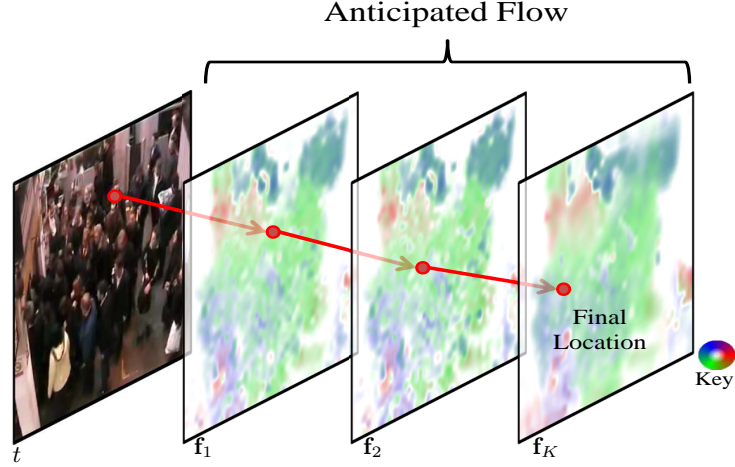 Anticipated Flow
Final
Location
Key
t
f1
f2
fK